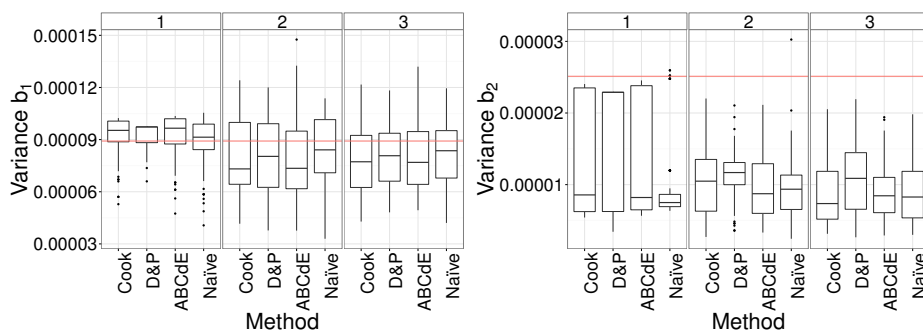 1 2 3
0.00015
0.00012
0.00009
0.00006
0.00003
Variance b1
Cook D&P ABCdE Naïve Cook D&P ABCdE Naïve Cook D&P ABCdE Naïve
Method
1 2 3
0.00003
0.00002
0.00001
Variance b2
Cook D&P ABCdE Naïve Cook D&P ABCdE Naïve Cook D&P ABCdE Naïve
Method